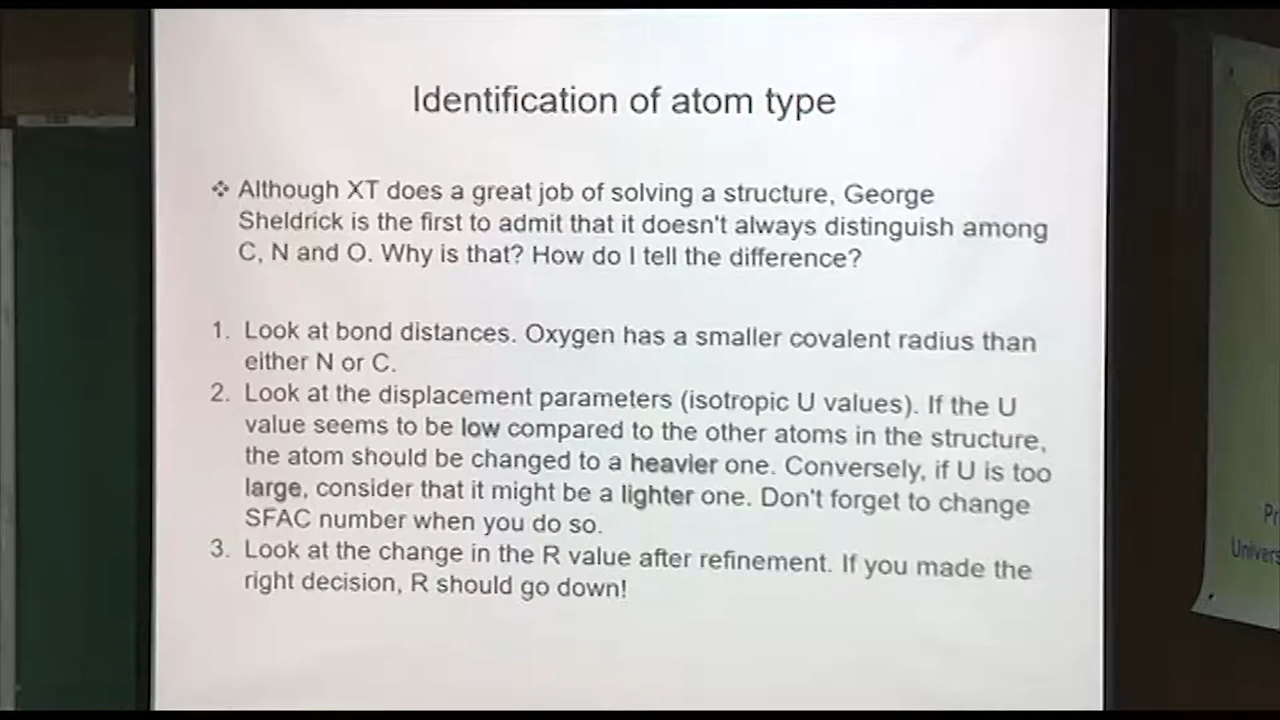 Identification of atom type
❖ Although XT does a great job of solving a structure, George
Sheldrick is the first to admit that it doesn't always distinguish among
C, N and O. Why is that? How do I tell the difference?
1. Look at bond distances. Oxygen has a smaller covalent radius than
either N or C.
2. Look at the displacement parameters (isotropic U values). If the U
value seems to be low compared to the other atoms in the structure,
the atom should be changed to a heavier one. Conversely, if U is too
large, consider that it might be a lighter one. Don't forget to change
SFAC number when you do so.
3. Look at the change in the R value after refinement. If you made the
right decision, R should go down!
Pr
Univers